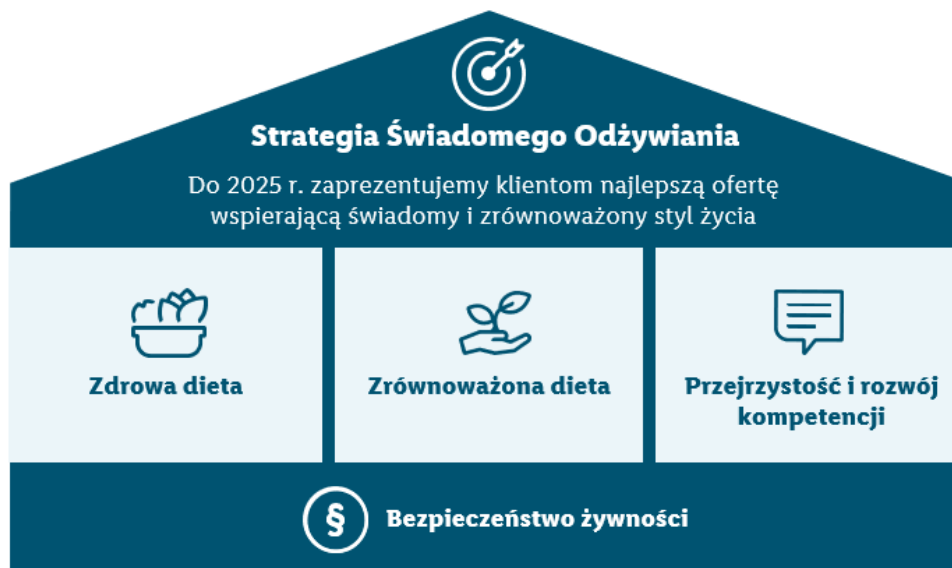 Strategia Świadomego Odżywiania
Do 2025 r. zaprezentujemy klientom najlepszą ofertę
wspierającą świadomy i zrównoważony styl życia
Zdrowa dieta
Zrównoważona dieta
Przejrzystość i rozwój
kompetencji
§ Bezpieczeństwo żywności